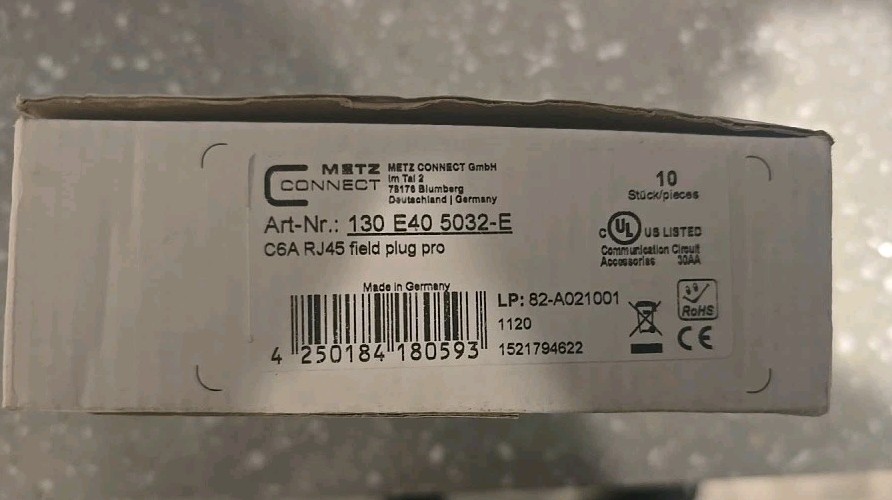 METZ CONNECT
METZ CONNECT GmbH
Im Tal 2
78176 Blumberg
Deutschland | Germany
10
Stück/pieces
Art-Nr.: 130 E40 5032-E
C6A RJ45 field plug pro
c UL US LISTED
Communication Circuit
Accessories 30AA
Made in Germany
LP: 82-A021001
1120
1521794622
RoHS
CE
4 250184 180593